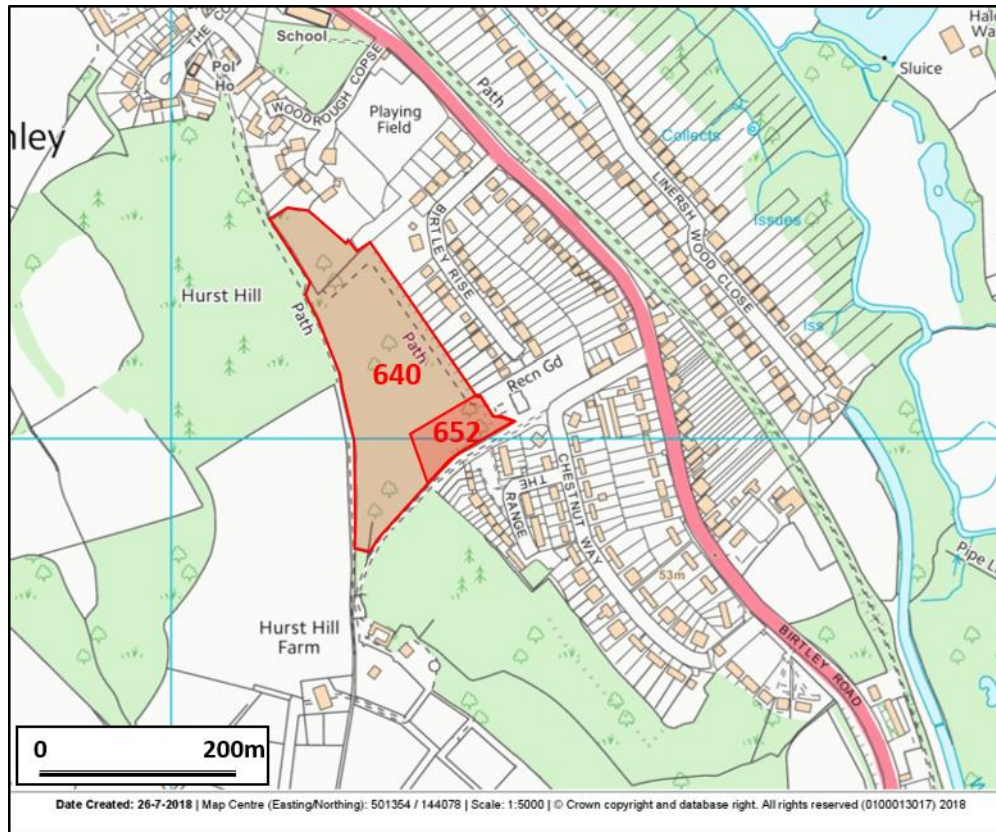 School
THE
Pol
Ho
WOODROUGH COPSE
Playing
Field
Path
Sluice
Collects
LINERSH WOOD CLOSE
Issues
Iss
nley
BIRTLEY RISE
Hurst Hill
Path
Path
640
Recn Gd
652
THE
RANGE
CHESTNUT WAY
53m
Hurst Hill
Farm
BIRTLEY ROAD
0 200m
Date Created: 26-7-2018 | Map Centre (Easting/Northing): 501354 / 144078 | Scale: 1:5000 | © Crown copyright and database right. All rights reserved (0100013017) 2018